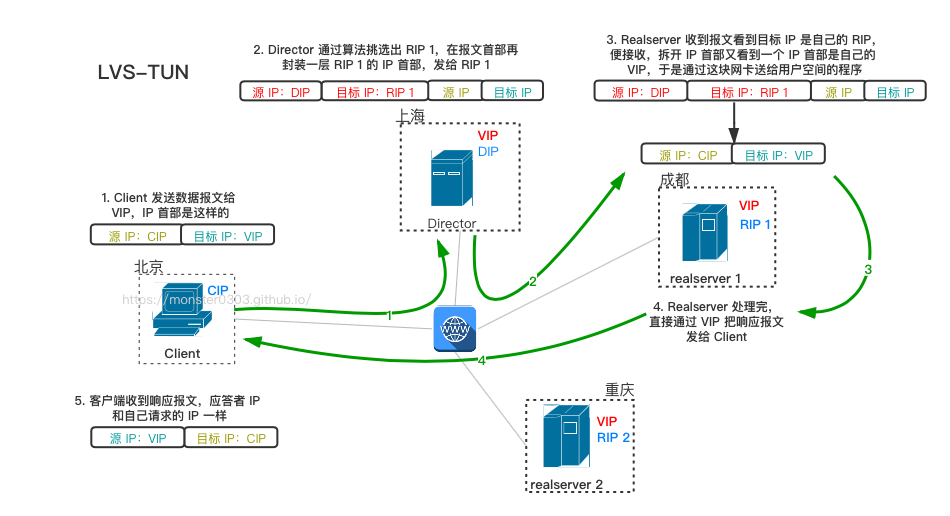 LVS-TUN
2. Director 通过算法挑选出 RIP 1，在报文首部再
封装一层 RIP 1 的 IP 首部，发给 RIP 1
源 IP：DIP 目标 IP：RIP 1 源 IP 目标 IP
3. Realserver 收到报文看到目标 IP 是自己的 RIP，
便接收，拆开 IP 首部又看到一个 IP 首部是自己的
VIP，于是通过这块网卡送给用户空间的程序
源 IP：DIP 目标 IP：RIP 1 源 IP 目标 IP
源 IP：CIP 目标 IP：VIP
上海
VIP
DIP
Director
成都
VIP
RIP 1
realserver 1
1. Client 发送数据报文给
VIP，IP 首部是这样的
源 IP：CIP 目标 IP：VIP
北京
CIP
https://monster0303.github.io/
Client
1
2
3
4
WWW
4. Realserver 处理完，
直接通过 VIP 把响应报文
发给 Client
5. 客户端收到响应报文，应答者 IP
和自己请求的 IP 一样
源 IP：VIP 目标 IP：CIP
重庆
VIP
RIP 2
realserver 2